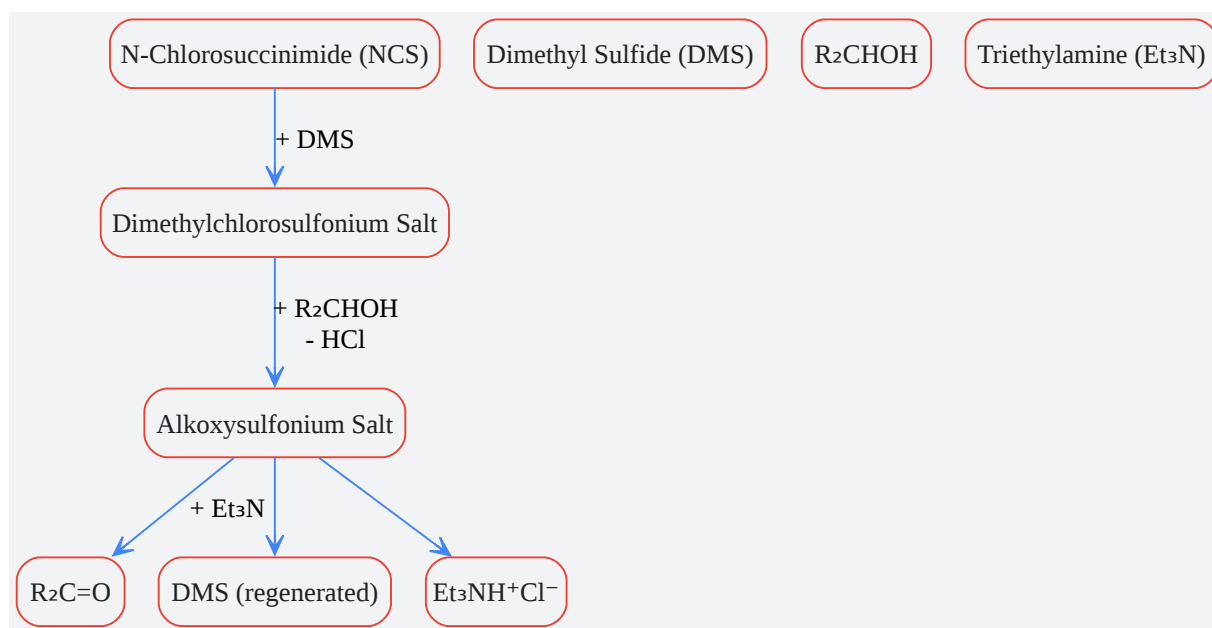 N-Chlorosuccinimide (NCS)
Dimethyl Sulfide (DMS)
R₂CHOH
Triethylamine (Et₃N)
+ DMS
Dimethylchlorosulfonium Salt
+ R₂CHOH
- HCl
Alkoxysulfonium Salt
+ Et₃N
R₂C=O
DMS (regenerated)
Et₃NH⁺Cl⁻